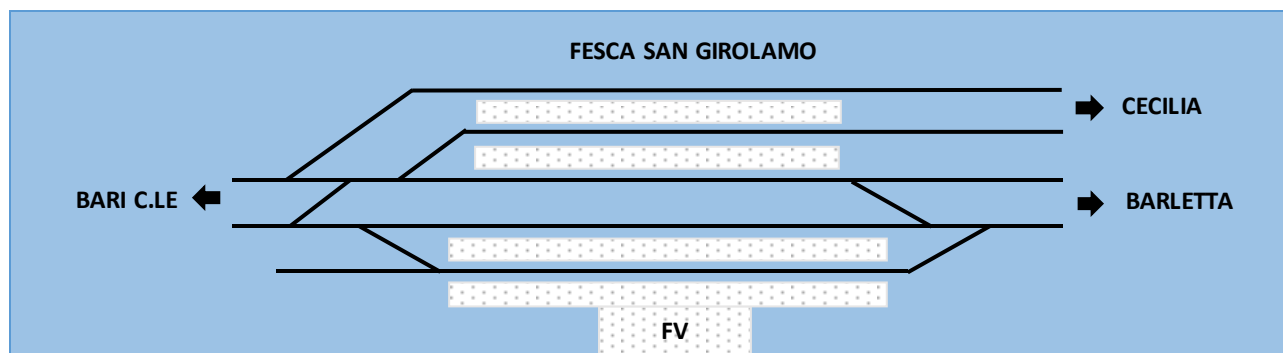 FESCA SAN GIROLAMO
CECILIA
BARI C.LE
BARLETTA
FV